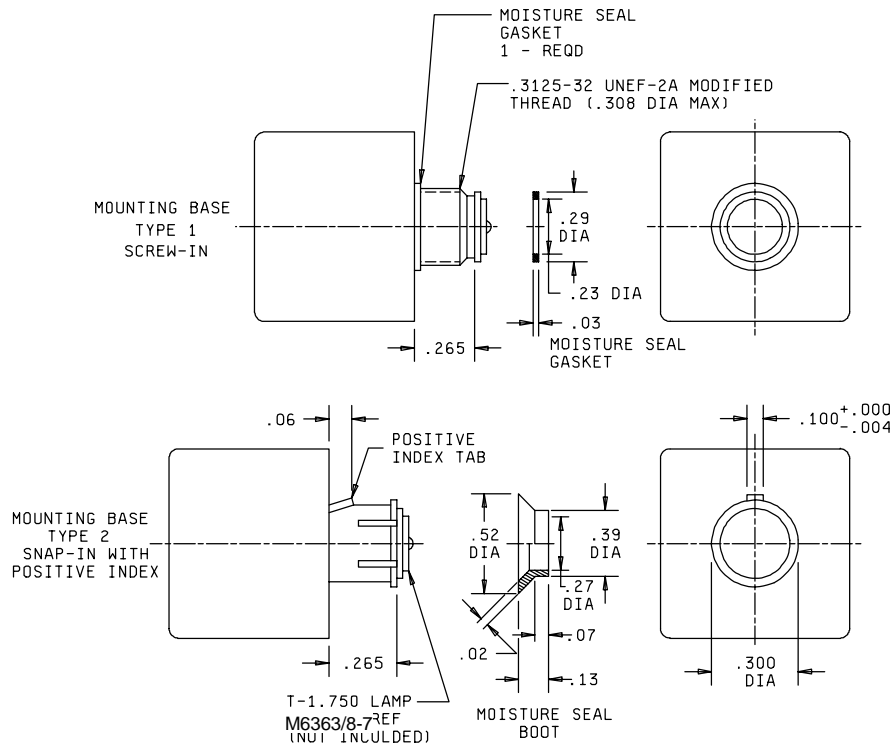 MOISTURE SEAL
GASKET
1 - REQD
.3125-32 UNEF-2A MODIFIED
THREAD (.308 DIA MAX)
MOUNTING BASE
TYPE 1
SCREW-IN
.29
DIA
.23 DIA
.03
.265
MOISTURE SEAL
GASKET
.06
POSITIVE
INDEX TAB
.100 +.000
-.004
MOUNTING BASE
TYPE 2
SNAP-IN WITH
POSITIVE INDEX
.52
DIA
.39
DIA
.27
DIA
.07
.02
.13
.265
.300
DIA
T-1.750 LAMP
M6363/8-7 REF
(NOT INCULDED)
MOISTURE SEAL
BOOT